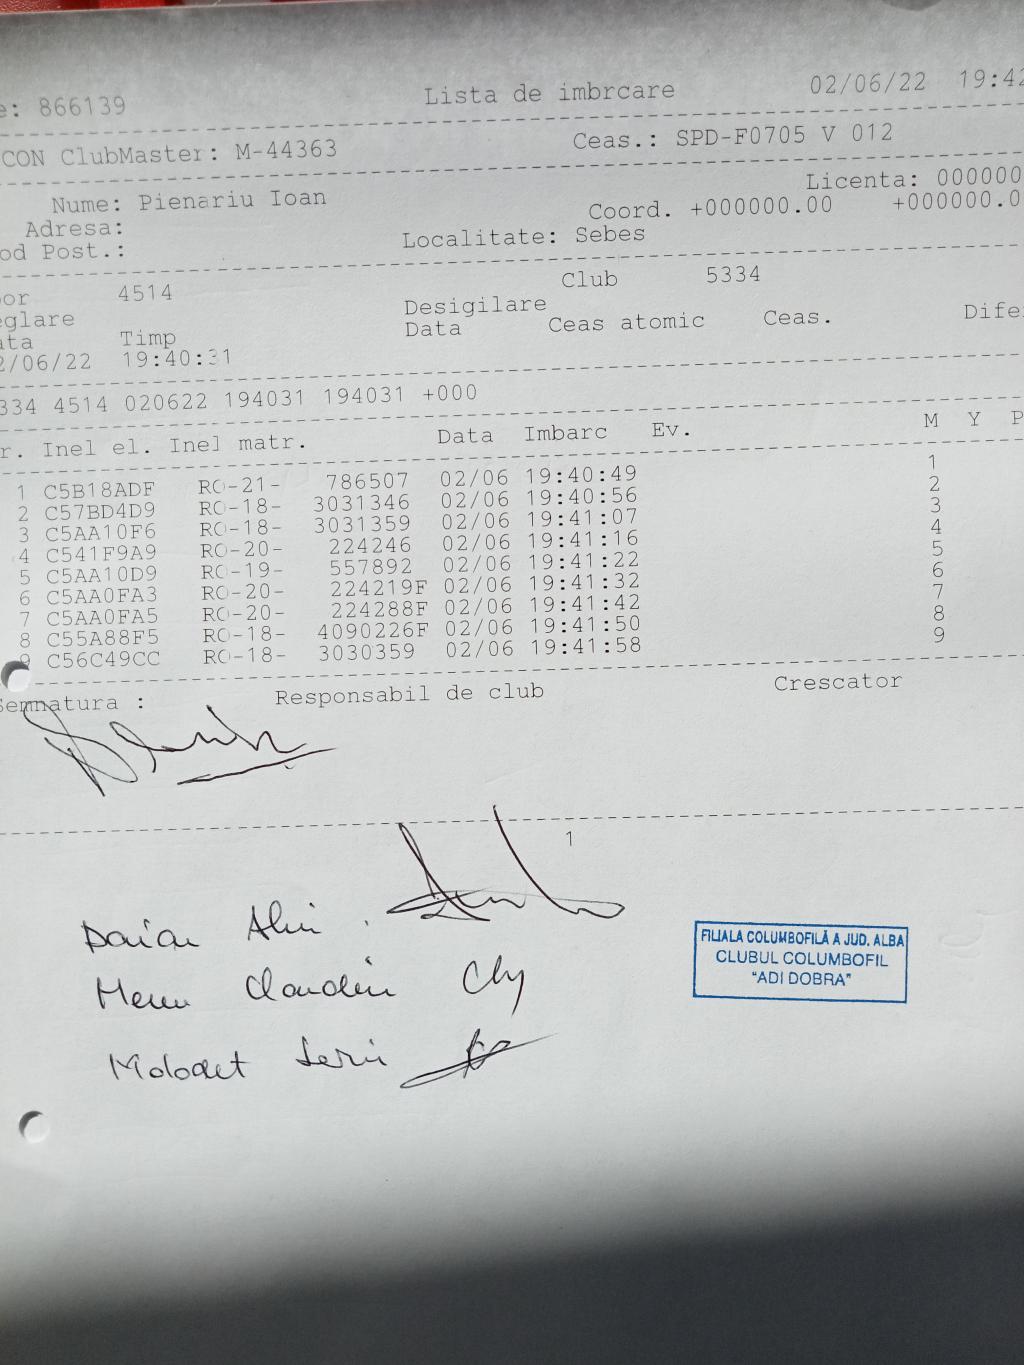 e: 866139 Lista de imbrcare 02/06/22 19:42
CON ClubMaster: M-44363 Ceas.: SPD-F0705 V 012
Licenta: 000000
Nume: Pienariu Ioan Coord. +000000.00 +000000.0
Adresa:
od Post.: Localitate: Sebes
Club 5334
or 4514 Desigilare
eglare Data Ceas atomic Ceas. Dife
ata Timp
2/06/22 19:40:31
334 4514 020622 194031 194031 +000
r. Inel el. Inel matr. Data Imbarc Ev. M Y P
1 C5B18ADF RO-21- 786507 02/06 19:40:49 1
2 C57BD4D9 RO-18- 3031346 02/06 19:40:56 2
3 C5AA10F6 RO-18- 3031359 02/06 19:41:07 3
4 C541F9A9 RO-20- 224246 02/06 19:41:16 4
5 C5AA10D9 RO-19- 557892 02/06 19:41:22 5
6 C5AA0FA3 RO-20- 224219F 02/06 19:41:32 6
7 C5AA0FA5 RO-20- 224288F 02/06 19:41:42 7
8 C55A88F5 RO-18- 4090226F 02/06 19:41:50 8
9 C56C49CC RO-18- 3030359 02/06 19:41:58 9
Semnatura : Responsabil de club Crescator
1
FILIALA COLUMBOFILĂ A JUD. ALBA
CLUBUL COLUMBOFIL
"ADI DOBRA"
Molodet